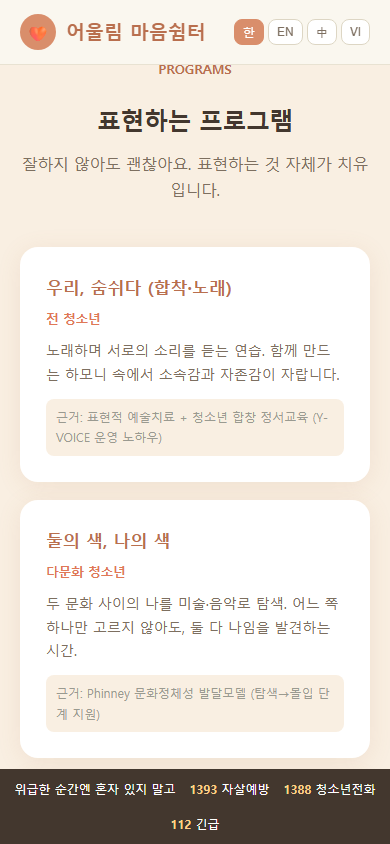 어울림 마음쉼터
한 EN 中 VI
PROGRAMS
표현하는 프로그램
잘하지 않아도 괜찮아요. 표현하는 것 자체가 치유
입니다.
우리, 숨쉬다 (합착·노래)
전 청소년
노래하며 서로의 소리를 듣는 연습. 함께 만드
는 하모니 속에서 소속감과 자존감이 자랍니다.
근거: 표현적 예술치료 + 청소년 합창 정서교육 (Y-
VOICE 운영 노하우)
둘의 색, 나의 색
다문화 청소년
두 문화 사이의 나를 미술·음악로 탐색. 어느 쪽
하나만 고르지 않아도, 둘 다 나임을 발견하는
시간.
근거: Phinney 문화정체성 발달모델 (탐색→몰입 단
계 지원)
위급한 순간엔 혼자 있지 말고 1393 자살예방 1388 청소년전화
112 긴급